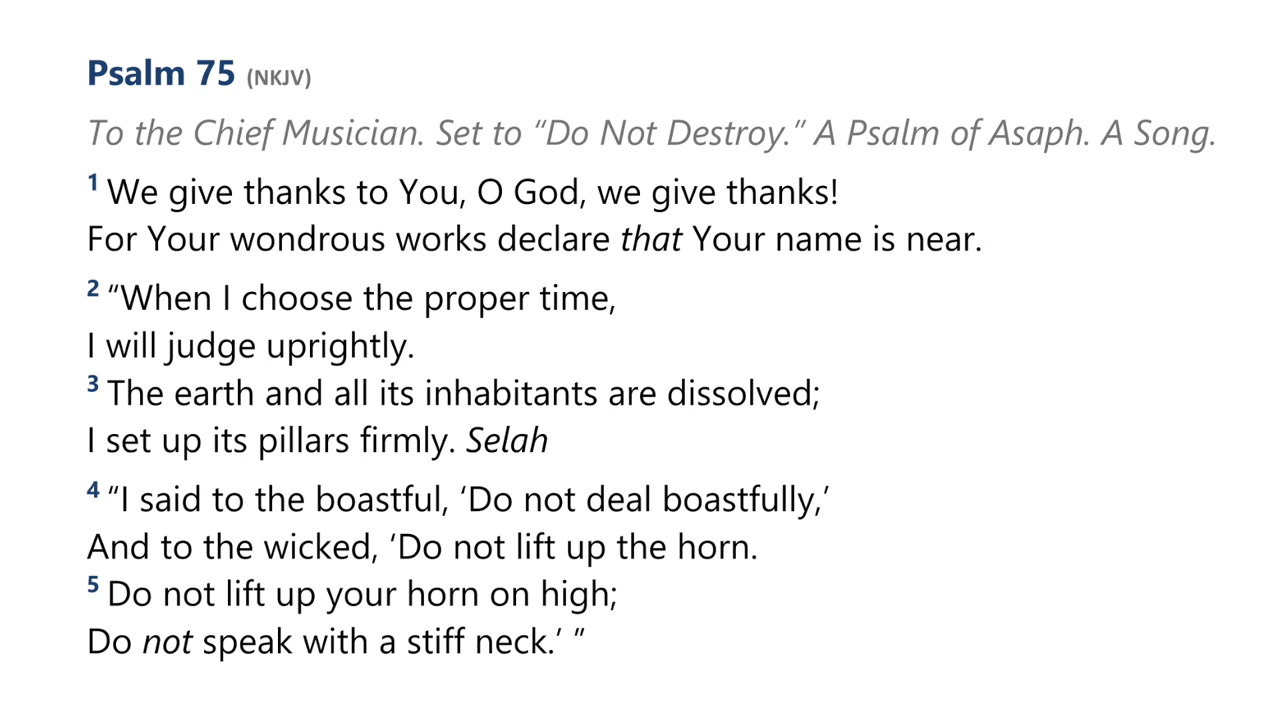 Psalm 75 (NKJV)
To the Chief Musician. Set to “Do Not Destroy.” A Psalm of Asaph. A Song.
1 We give thanks to You, O God, we give thanks!
For Your wondrous works declare that Your name is near.
2 “When I choose the proper time,
I will judge uprightly.
3 The earth and all its inhabitants are dissolved;
I set up its pillars firmly. Selah
4 “I said to the boastful, ‘Do not deal boastfully,’
And to the wicked, ‘Do not lift up the horn.
5 Do not lift up your horn on high;
Do not speak with a stiff neck.’ ”